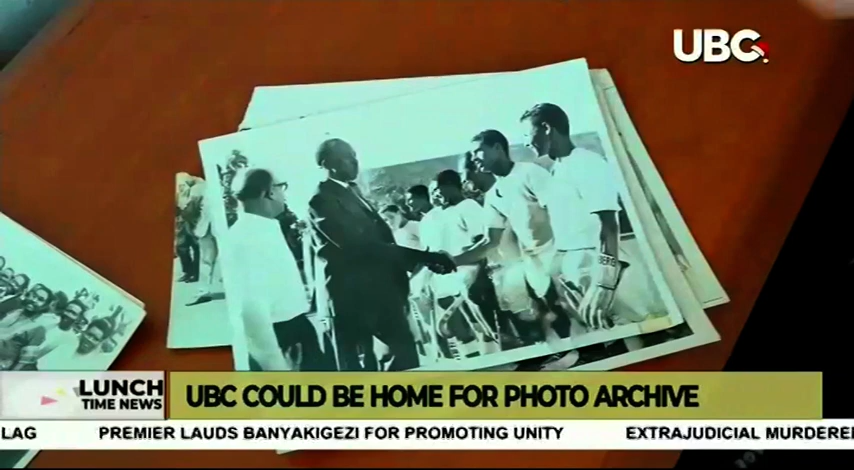 UBC
LUNCH
TIME NEWS
UBC COULD BE HOME FOR PHOTO ARCHIVE
LAG
PREMIER LAUDS BANYAKIGEZI FOR PROMOTING UNITY
EXTRAJUDICIAL MURDERE